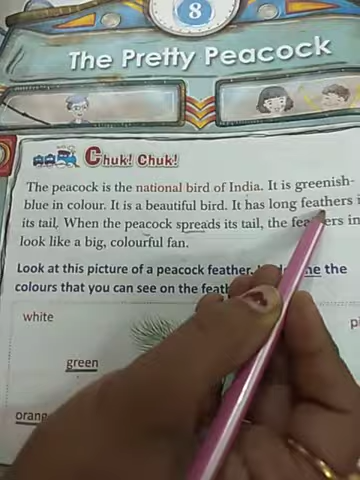 8
The Pretty Peacock
Chuk! Chuk!
The peacock is the national bird of India. It is greenish-
blue in colour. It is a beautiful bird. It has long feathers
its tail. When the peacock spreads its tail, the in
look like a big, colourful fan.
Look at this picture of a peacock feather. the
colours that you can see on the
white
green